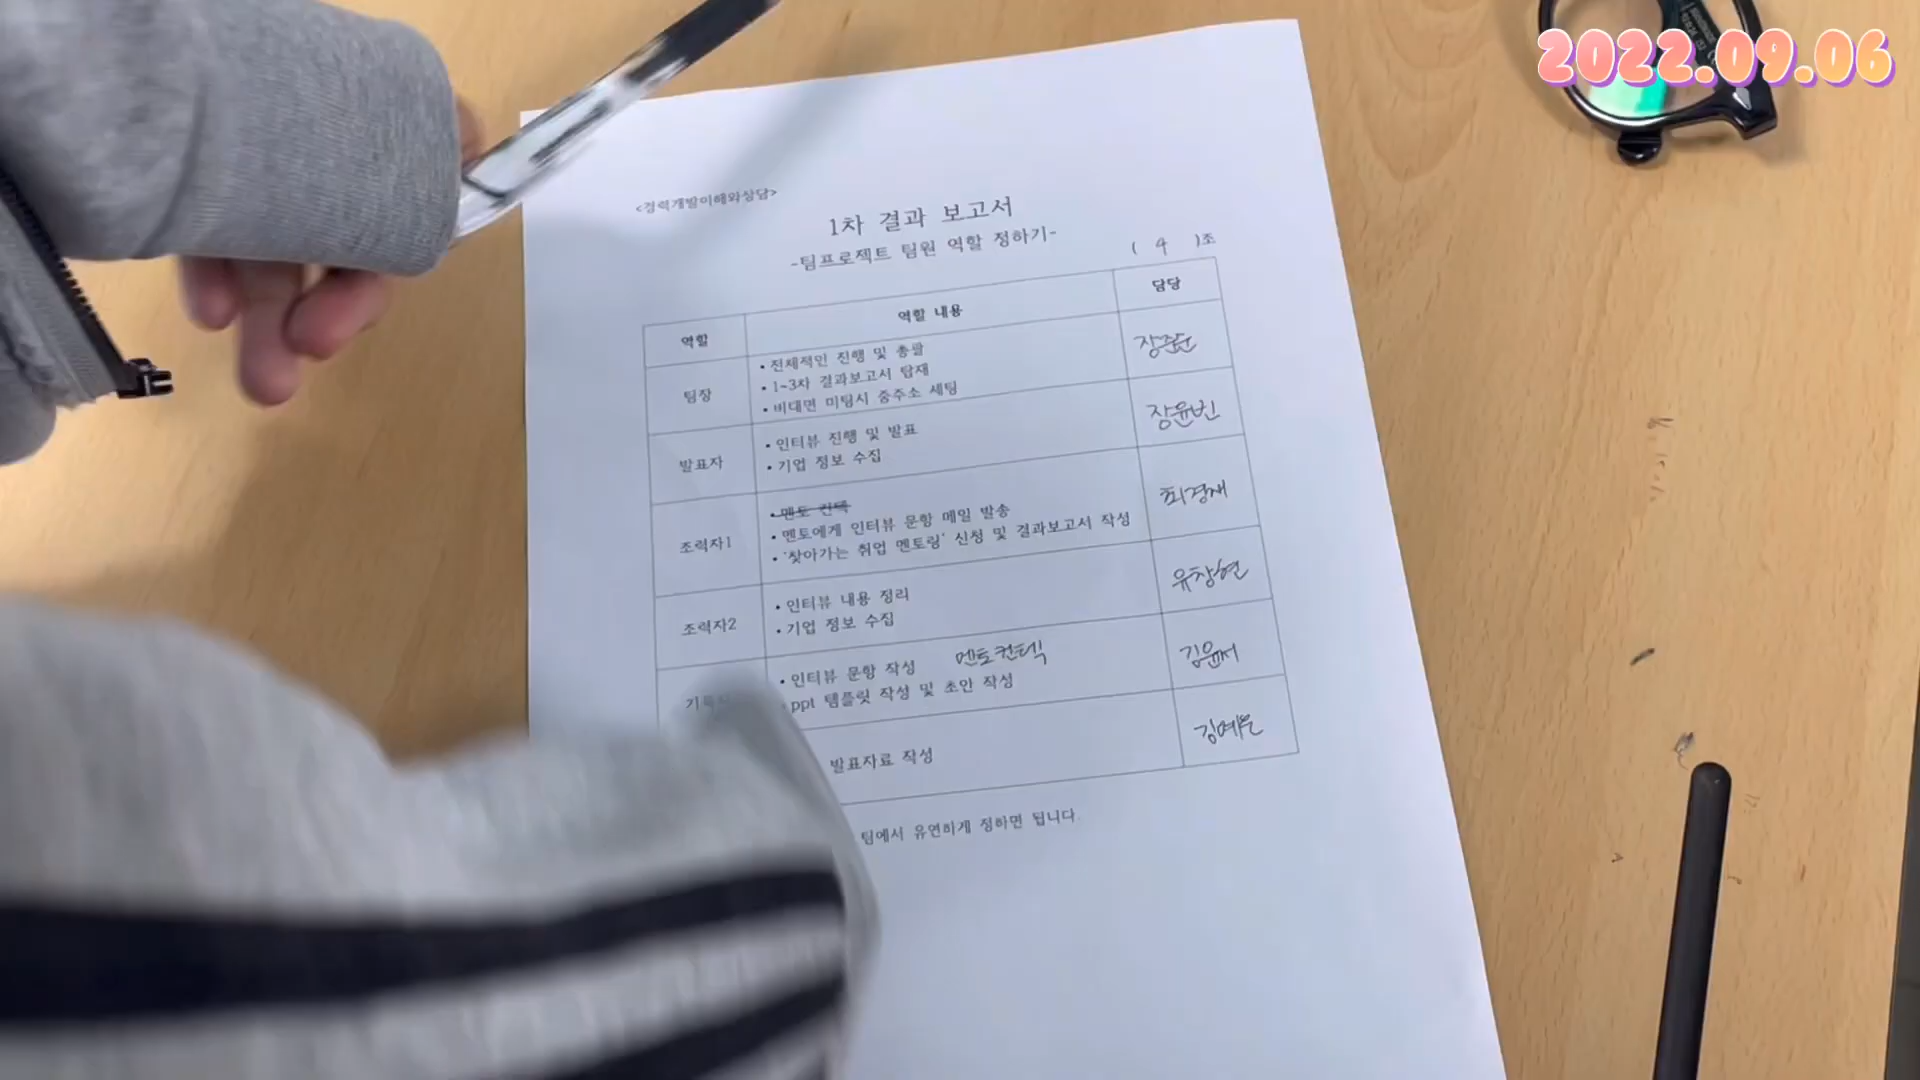 2022.09.06
<경력개발이해와상담>
1차 결과 보고서
-팀프로젝트 팀원 역할 정하기-
( 4 )조
역할 역할 내용 담당
팀장
• 전체적인 진행 및 총괄
• 1~3차 결과보고서 탑재
• 비대면 미팅시 줌주소 세팅
장준순
발표자
• 인터뷰 진행 및 발표
• 기업 정보 수집
장윤빈
조력자1
• 멘토 컨택
• 멘토에게 인터뷰 문항 메일 발송
• '찾아가는 취업 멘토링' 신청 및 결과보고서 작성
최경재
조력자2
• 인터뷰 내용 정리
• 기업 정보 수집
유창현
• 인터뷰 문항 작성 멘토컨텍
ppt 템플릿 작성 및 초안 작성
김윤서
발표자료 작성
김예은
팀에서 유연하게 정하면 됩니다.